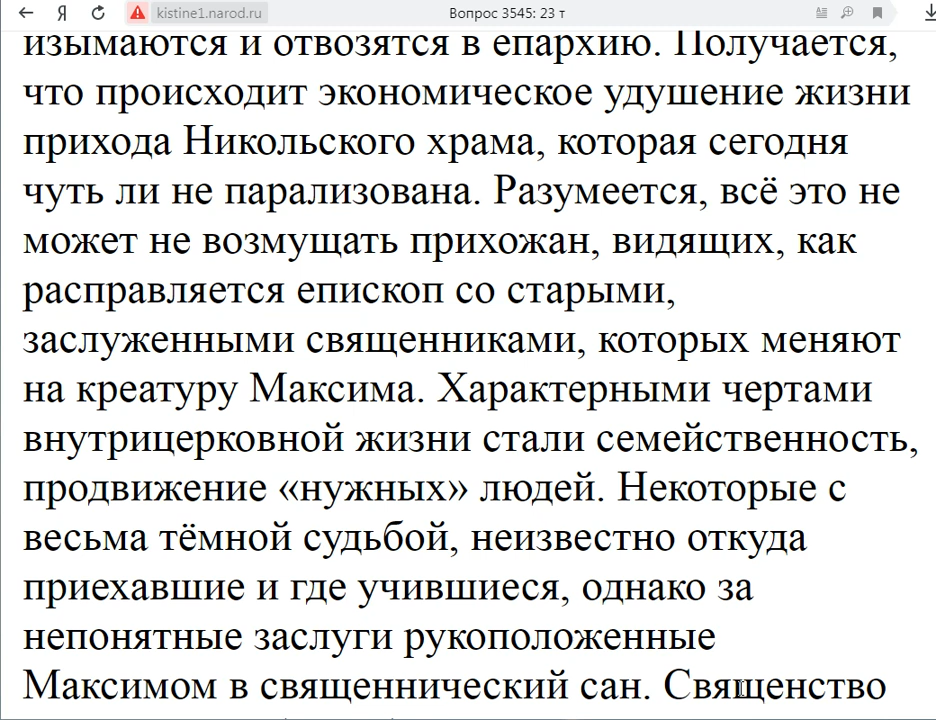 kistine1.narod.ru
Вопрос 3545: 23 т
изымаются и отвозятся в епархию. Получается,
что происходит экономическое удушение жизни
прихода Никольского храма, которая сегодня
чуть ли не парализована. Разумеется, всё это не
может не возмущать прихожан, видящих, как
расправляется епископ со старыми,
заслуженными священниками, которых меняют
на креатуру Максима. Характерными чертами
внутрицерковной жизни стали семейственность,
продвижение «нужных» людей. Некоторые с
весьма тёмной судьбой, неизвестно откуда
приехавшие и где учившиеся, однако за
непонятные заслуги рукоположенные
Максимом в священнический сан. Священство